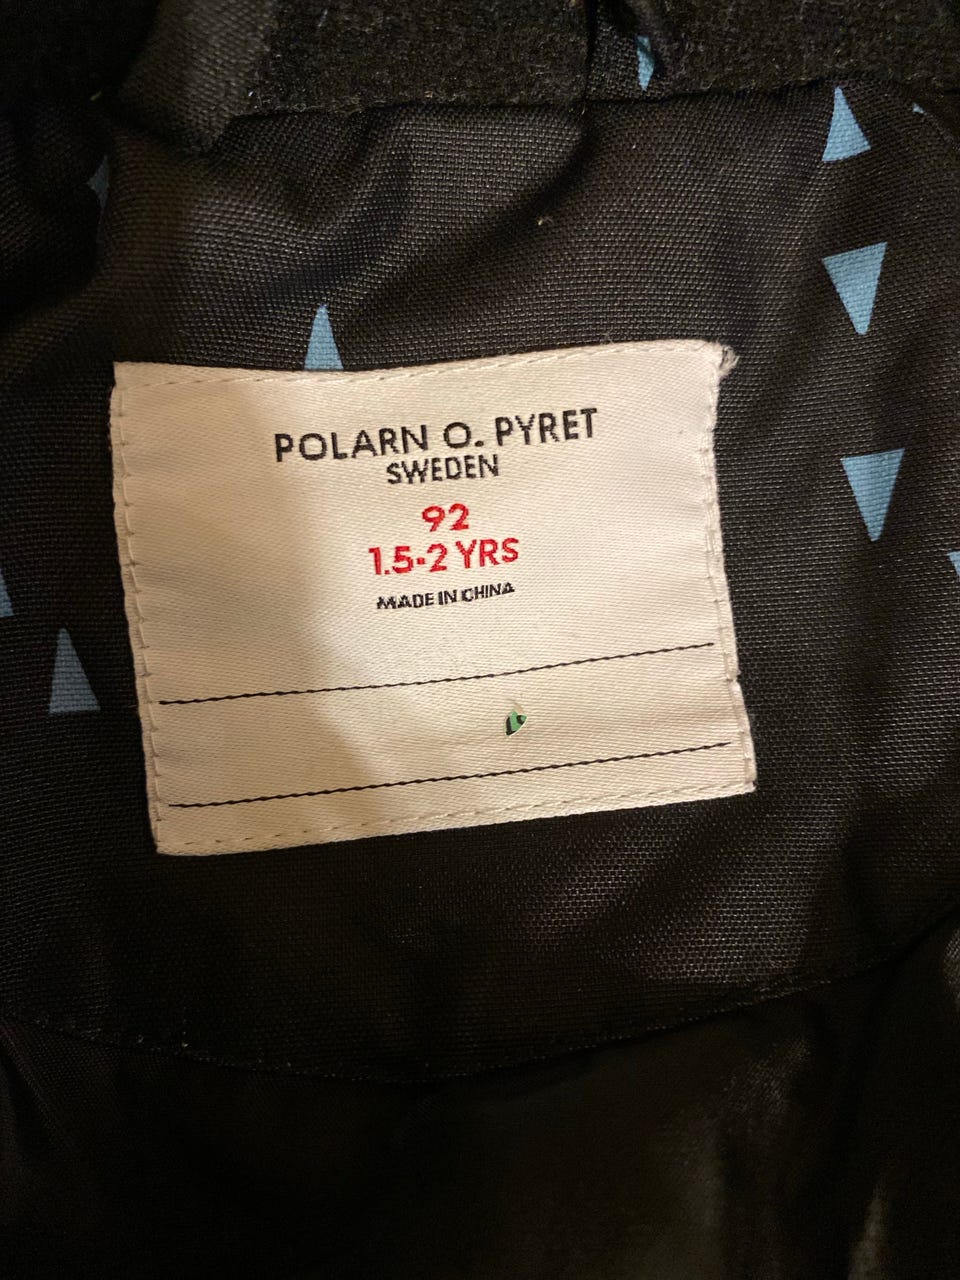 POLARN O. PYRET
SWEDEN
92
1.5-2 YRS
MADE IN CHINA